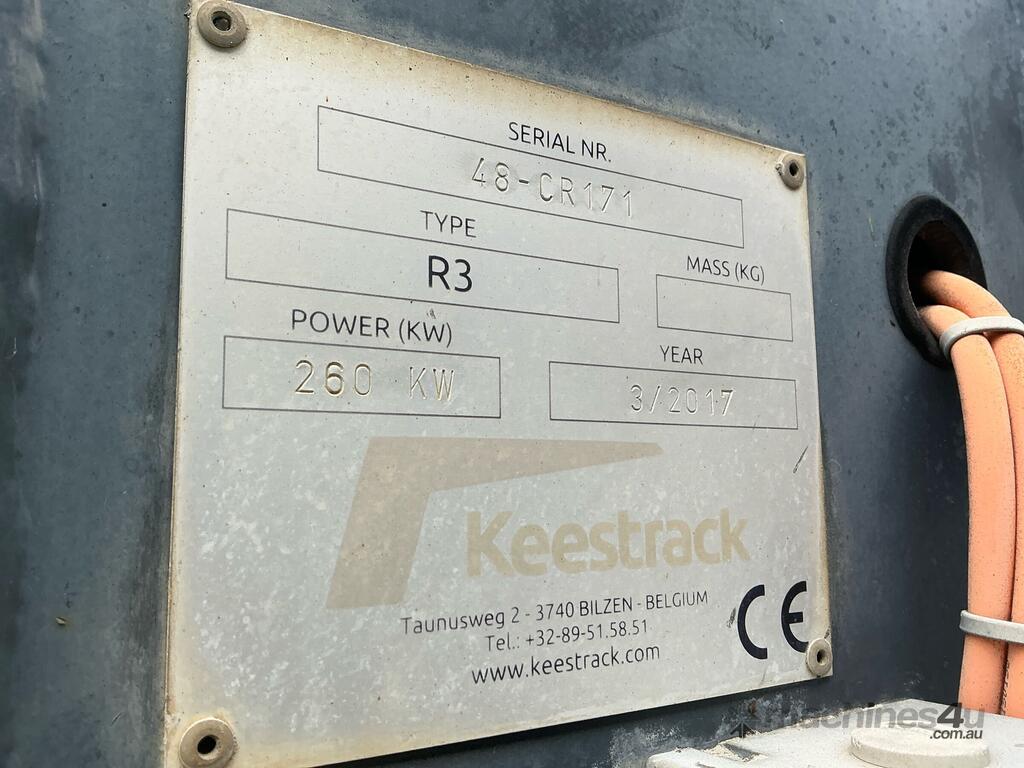 SERIAL NR.
48-CR171
TYPE
R3
MASS (KG)
POWER (KW)
260 KW
YEAR
3/2017
Keestrack
Taunusweg 2 - 3740 BILZEN - BELGIUM
Tel.: +32-89-51.58.51
www.keestrack.com
CE
machines4u
.com.au